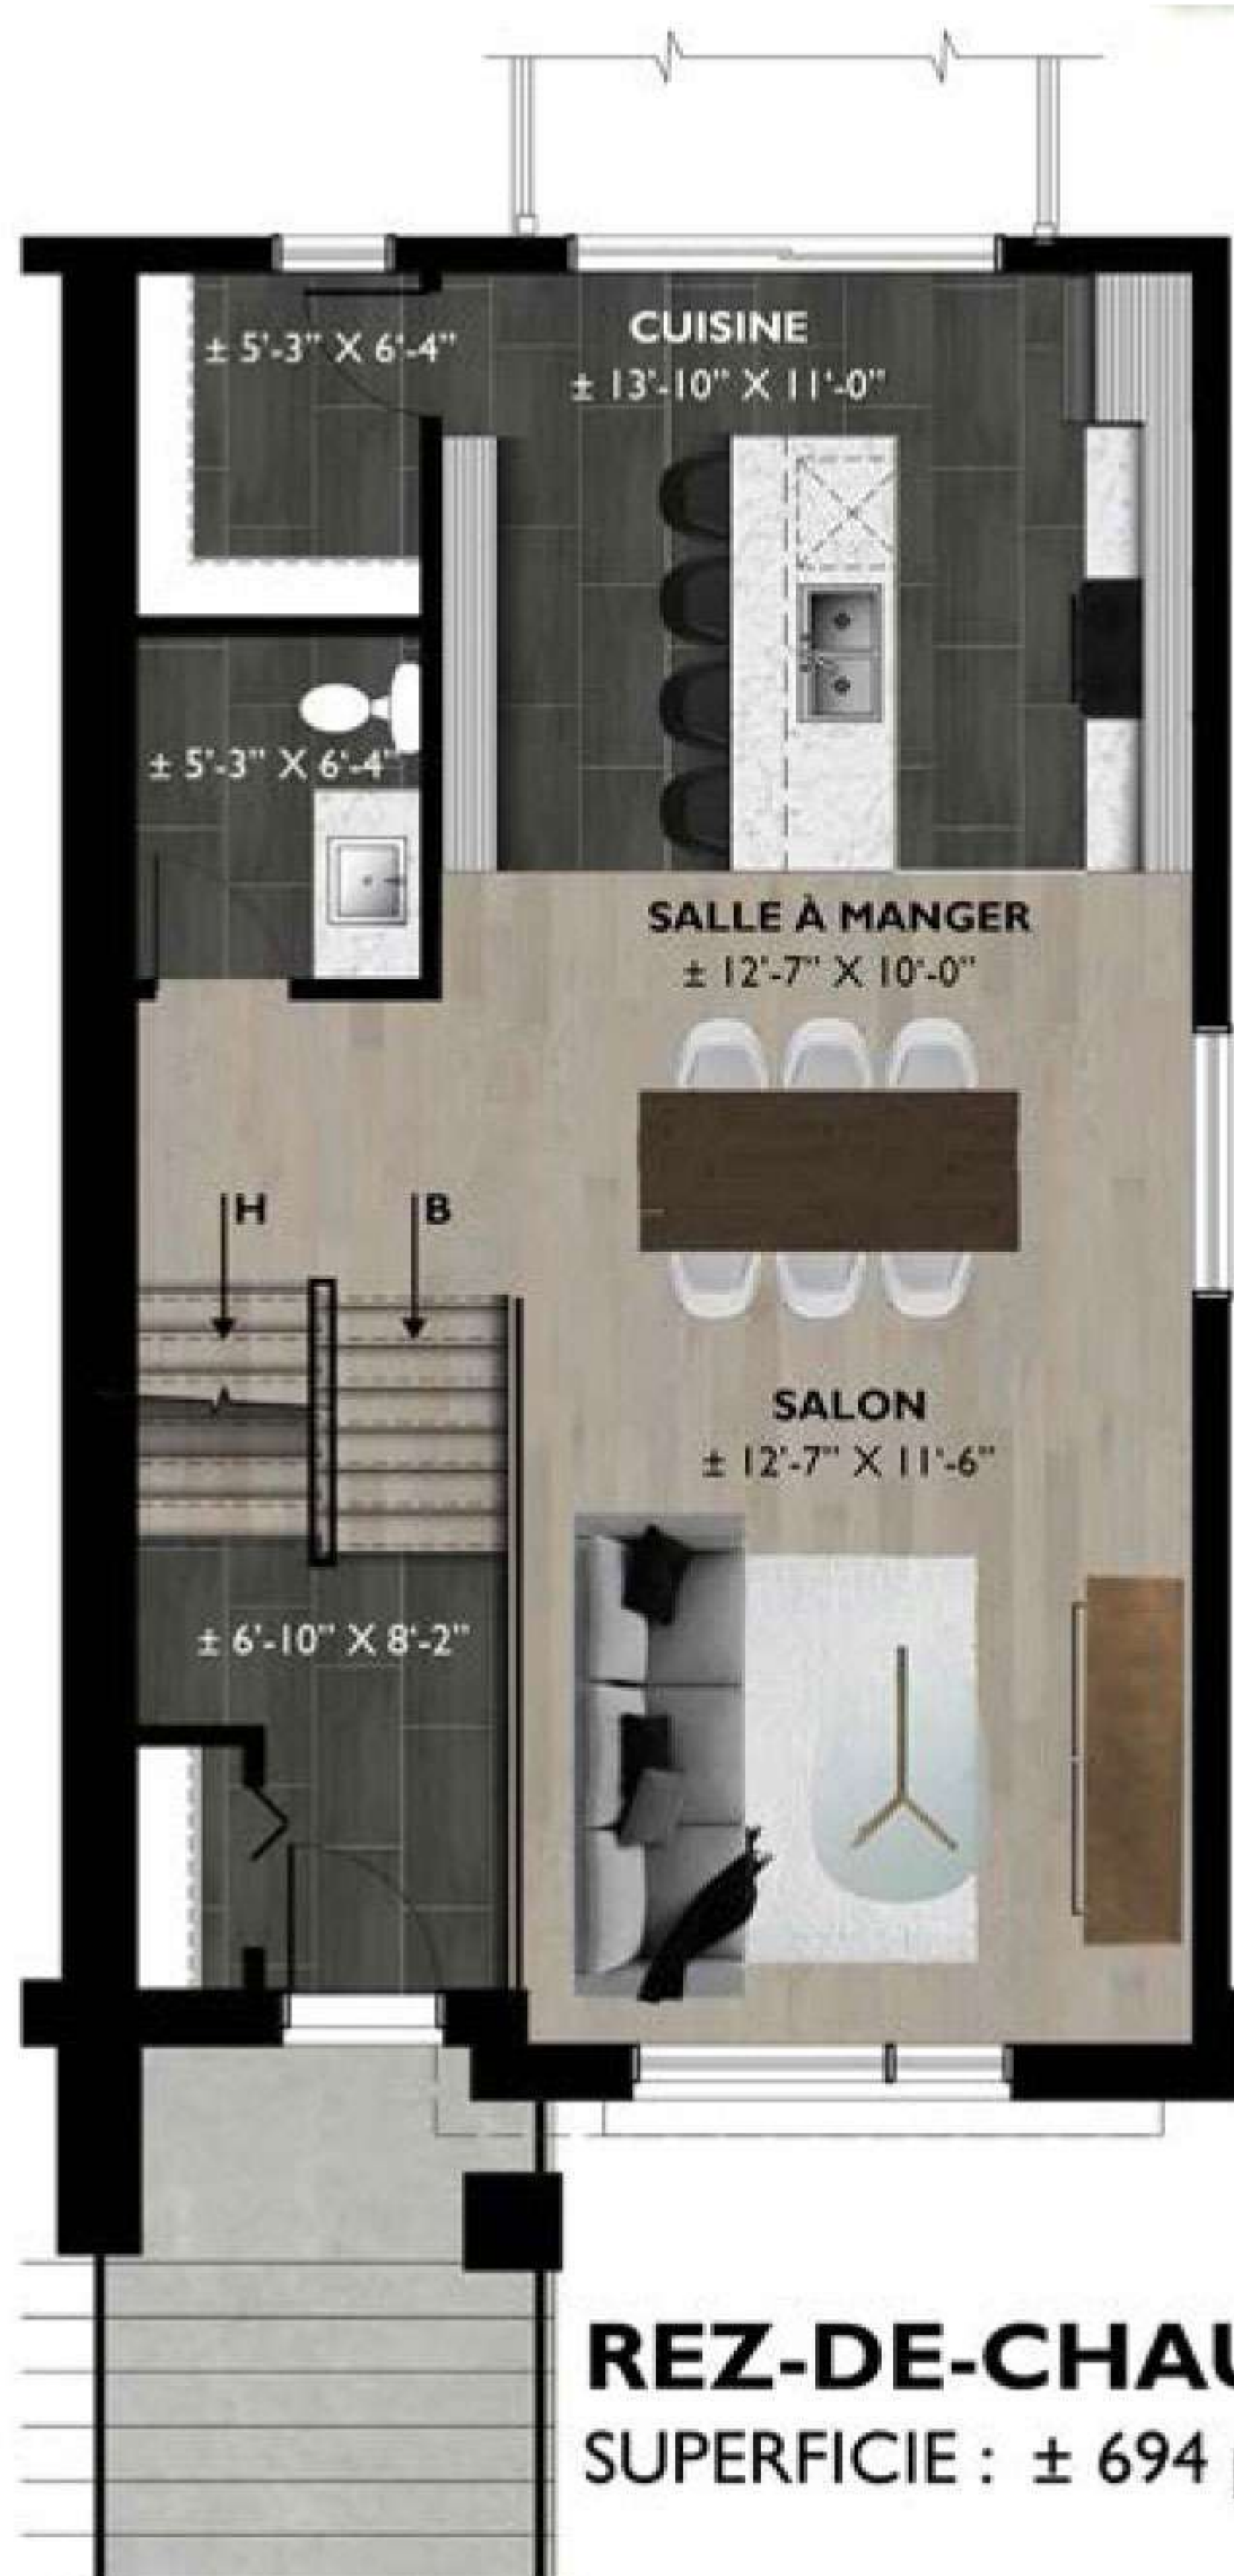 CUISINE
± 13'-10" X 11'-0"
± 5'-3" X 6'-4"
± 5'-3" X 6'-4"
SALLE À MANGER
± 12'-7" X 10'-0"
H
B
SALON
± 12'-7" X 11'-6"
± 6'-10" X 8'-2"
REZ-DE-CHAU
SUPERFICIE : ± 694